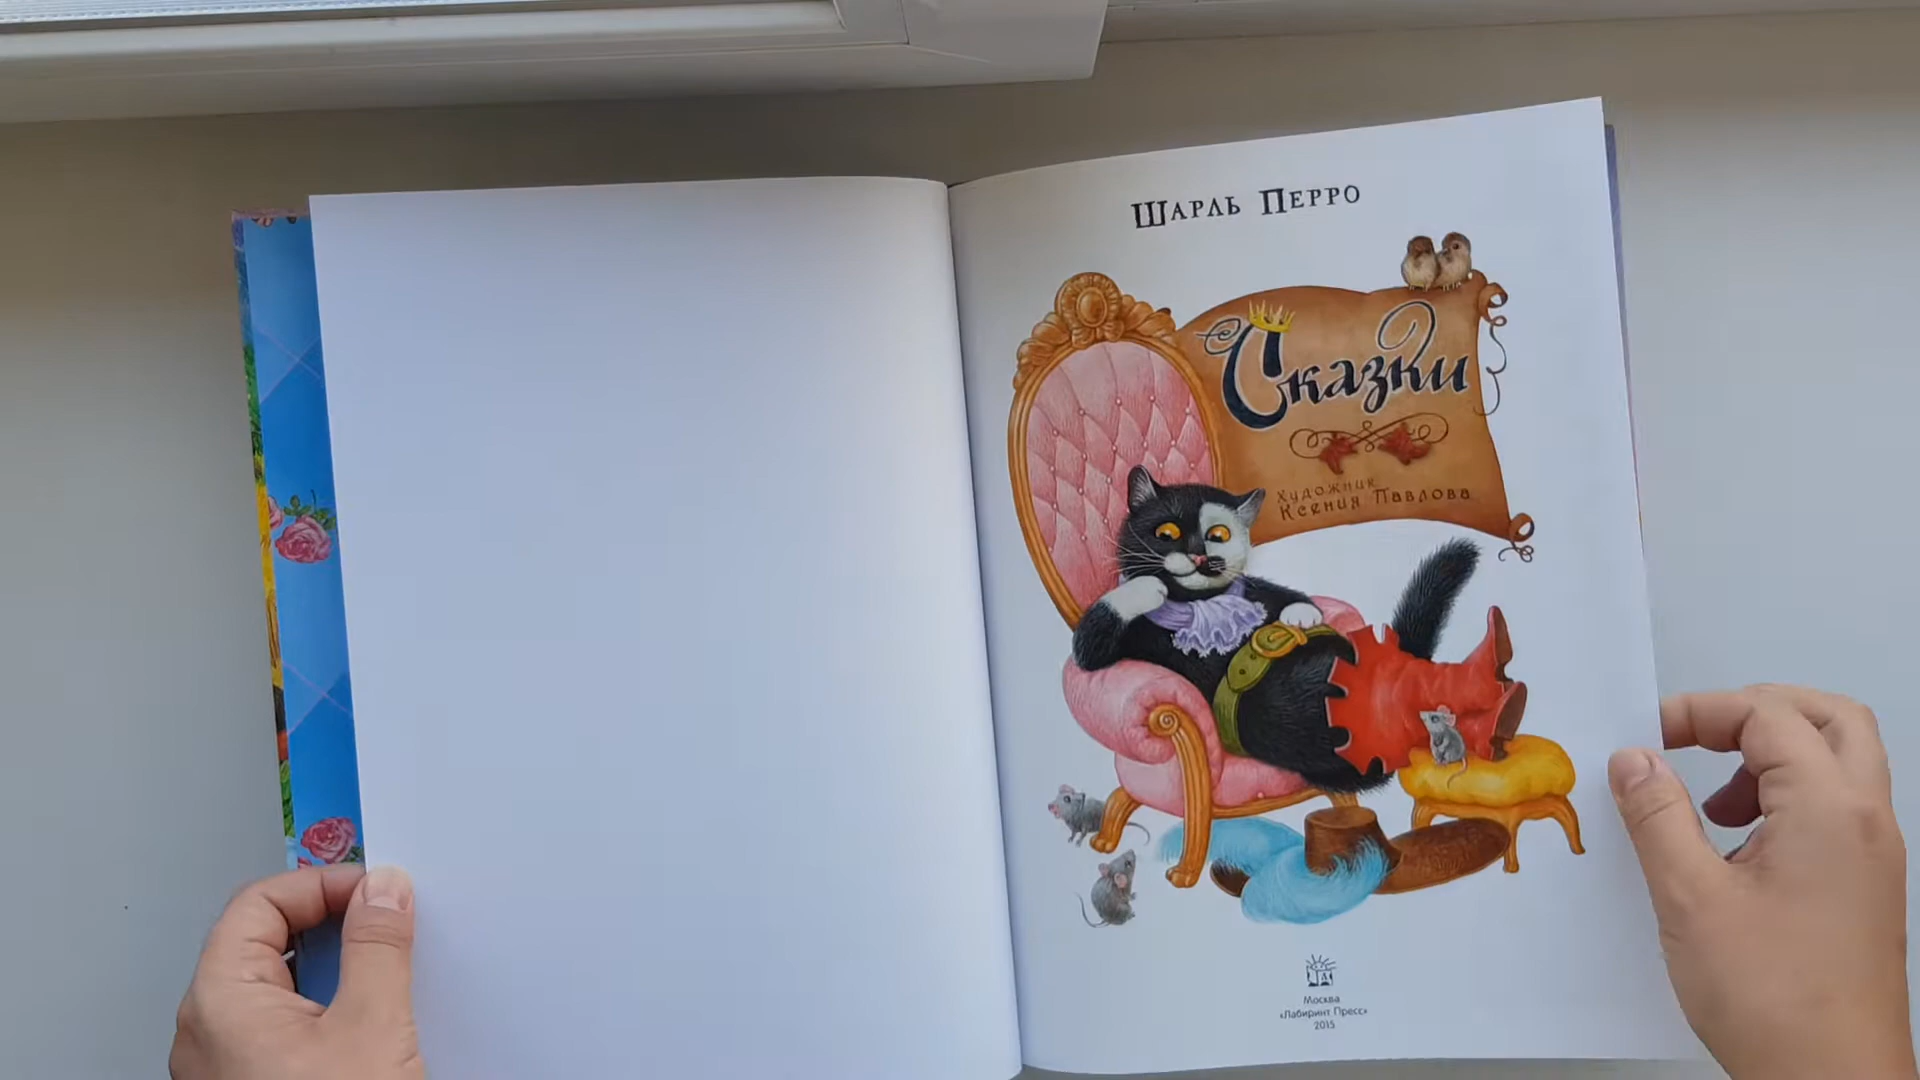 Шарль Перро
Сказки
Художник
Ксения Павлова
Москва
«Лабиринт Пресс»
2015